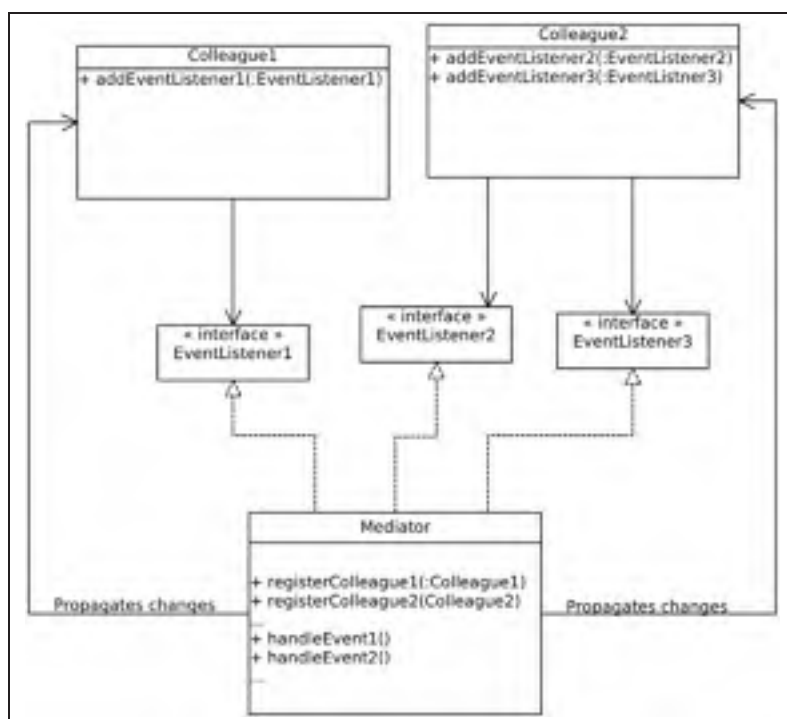 Colleague1
+ addEventListener1(:EventListener1)
Colleague2
+ addEventListener2(:EventListener2)
+ addEventListener3(:EventListner3)
« interface »
EventListener1
« interface »
EventListener2
« interface »
EventListener3
Mediator
+ registerColleague1(:Colleague1)
+ registerColleague2(Colleague2)
...
+ handleEvent1()
+ handleEvent2()
...
Propagates changes
Propagates changes